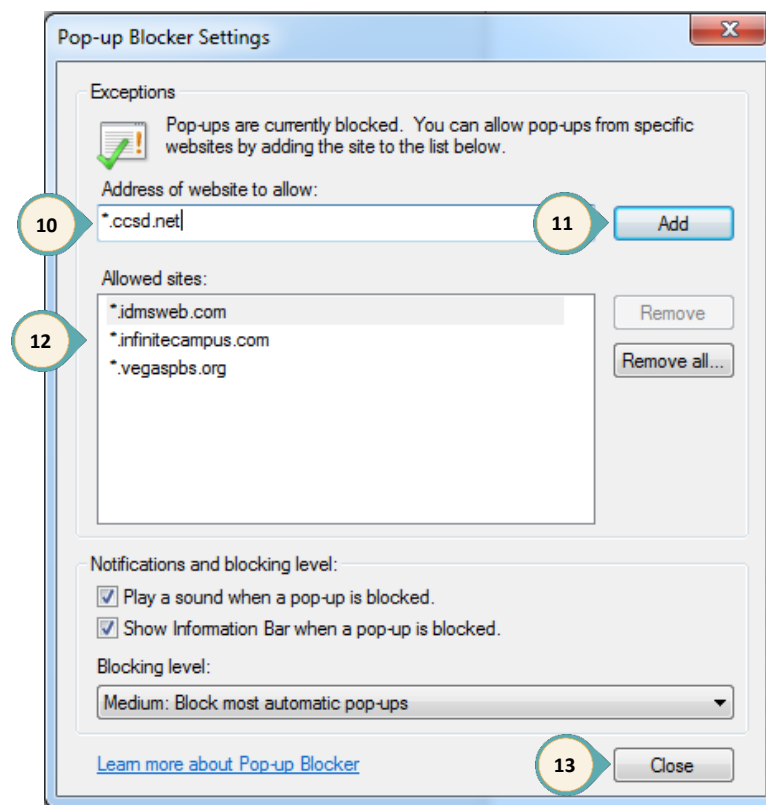 Pop-up Blocker Settings
X
Exceptions
Pop-ups are currently blocked. You can allow pop-ups from specific
websites by adding the site to the list below.
Address of website to allow:
10
*.ccsd.net
11
Add
Allowed sites:
*.idmsweb.com
Remove
12
*.infinitecampus.com
*.vegaspbs.org
Remove all...
Notifications and blocking level:
Play a sound when a pop-up is blocked.
Show Information Bar when a pop-up is blocked.
Blocking level:
Medium: Block most automatic pop-ups
Learn more about Pop-up Blocker
13
Close